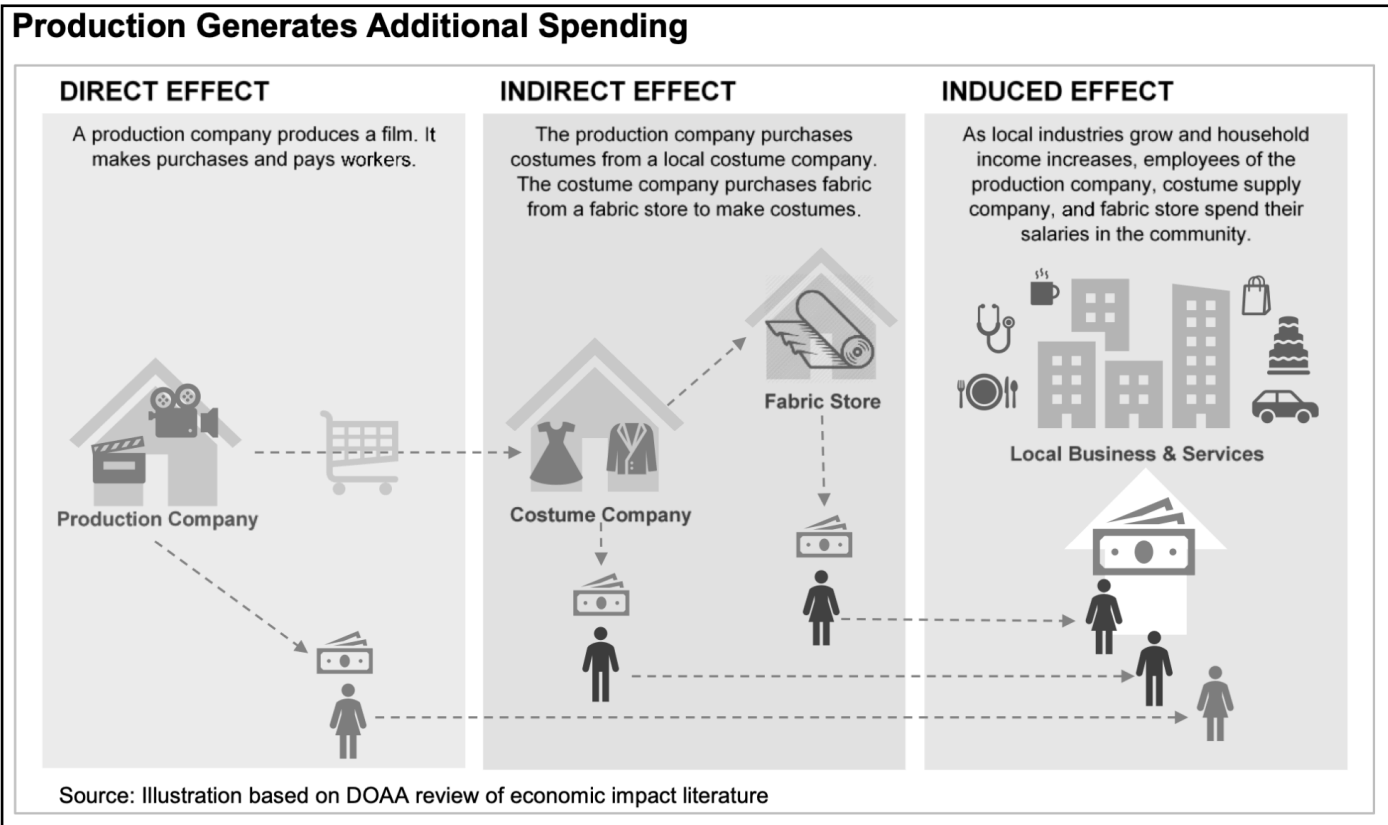 Production Generates Additional Spending
DIRECT EFFECT
A production company produces a film. It
makes purchases and pays workers.
Production Company
INDIRECT EFFECT
The production company purchases
costumes from a local costume company.
The costume company purchases fabric
from a fabric store to make costumes.
Fabric Store
Costume Company
INDUCED EFFECT
As local industries grow and household
income increases, employees of the
production company, costume supply
company, and fabric store spend their
salaries in the community.
Local Business & Services
Source: Illustration based on DOAA review of economic impact literature